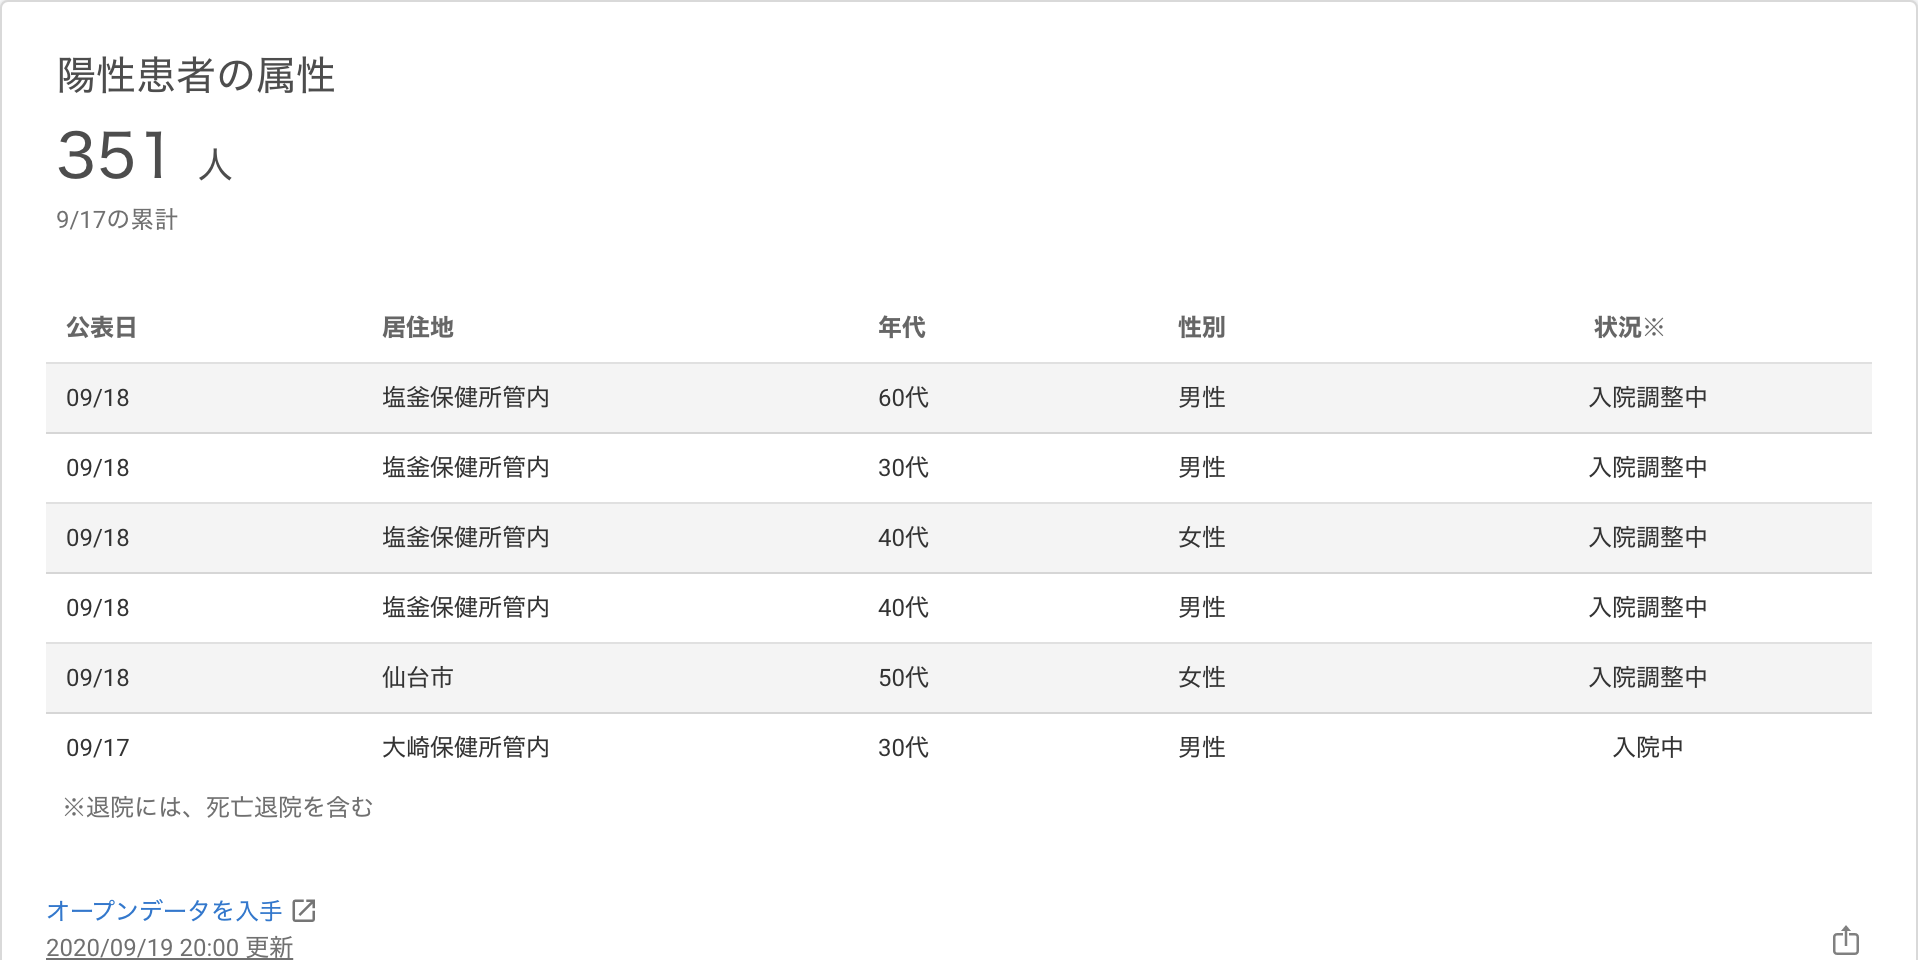 陽性患者の属性
351 人
9/17の累計
公表日 居住地 年代 性別 状況※
09/18 塩釜保健所管内 60代 男性 入院調整中
09/18 塩釜保健所管内 30代 男性 入院調整中
09/18 塩釜保健所管内 40代 女性 入院調整中
09/18 塩釜保健所管内 40代 男性 入院調整中
09/18 仙台市 50代 女性 入院調整中
09/17 大崎保健所管内 30代 男性 入院中
※退院には、死亡退院を含む
オープンデータを入手
2020/09/19 20:00 更新